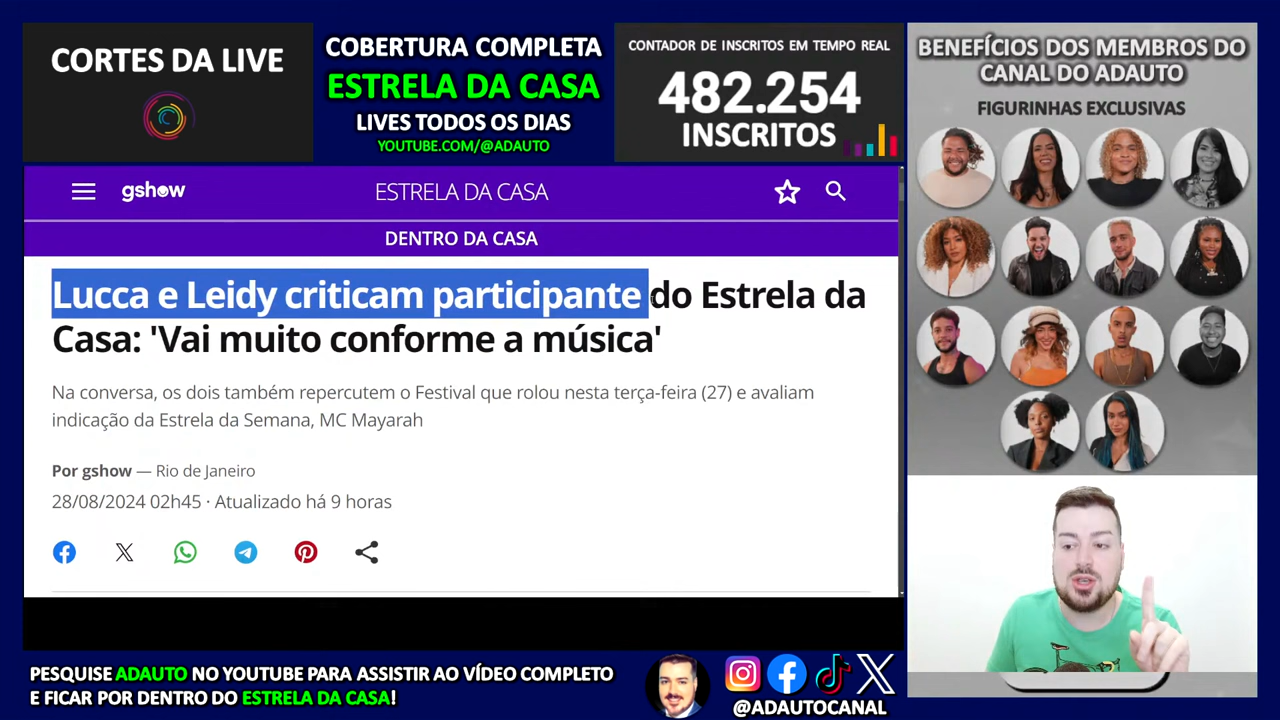 CORTES DA LIVE
COBERTURA COMPLETA
ESTRELA DA CASA
LIVES TODOS OS DIAS
YOUTUBE.COM/@ADAUTO
CONTADOR DE INSCRITOS EM TEMPO REAL
482.254
INSCRITOS
BENEFÍCIOS DOS MEMBROS DO
CANAL DO ADAUTO
FIGURINHAS EXCLUSIVAS
gshow
ESTRELA DA CASA
DENTRO DA CASA
Lucca e Leidy criticam participante do Estrela da
Casa: 'Vai muito conforme a música'
Na conversa, os dois também repercutem o Festival que rolou nesta terça-feira (27) e avaliam
indicação da Estrela da Semana, MC Mayarah
Por gshow — Rio de Janeiro
28/08/2024 02h45 · Atualizado há 9 horas
PESQUISE ADAUTO NO YOUTUBE PARA ASSISTIR AO VÍDEO COMPLETO
E FICAR POR DENTRO DO ESTRELA DA CASA!
@ADAUTOCANAL